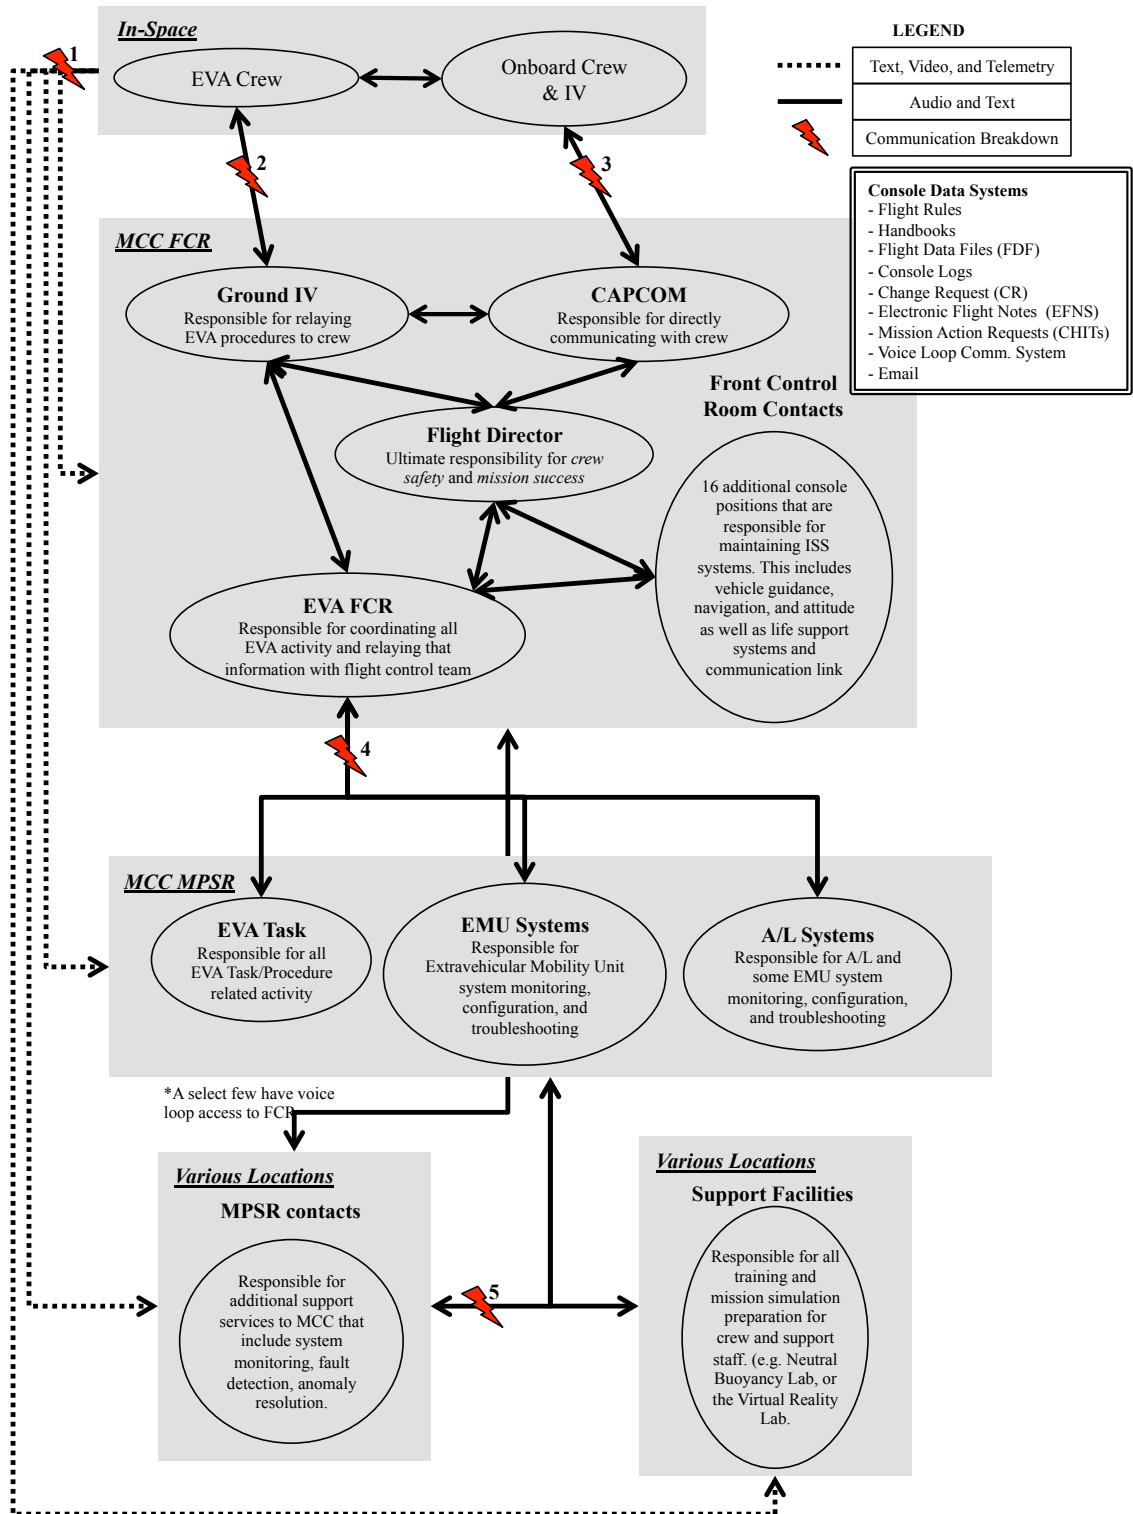 In-Space
1
EVA Crew
Onboard Crew
& IV
2
3
LEGEND
Text, Video, and Telemetry
Audio and Text
Communication Breakdown
Console Data Systems
- Flight Rules
- Handbooks
- Flight Data Files (FDF)
- Console Logs
- Change Request (CR)
- Electronic Flight Notes (EFNS)
- Mission Action Requests (CHITs)
- Voice Loop Comm. System
- Email
MCC FCR
Ground IV
Responsible for relaying
EVA procedures to crew
CAPCOM
Responsible for directly
communicating with crew
Front Control
Room Contacts
Flight Director
Ultimate responsibility for crew
safety and mission success
16 additional console
positions that are
responsible for
maintaining ISS
systems. This includes
vehicle guidance,
navigation, and attitude
as well as life support
systems and
communication link
EVA FCR
Responsible for coordinating all
EVA activity and relaying that
information with flight control team
4
MCC MPSR
EVA Task
Responsible for all
EVA Task/Procedure
related activity
EMU Systems
Responsible for
Extravehicular Mobility Unit
system monitoring,
configuration, and
troubleshooting
A/L Systems
Responsible for A/L and
some EMU system
monitoring, configuration,
and troubleshooting
*A select few have voice
loop access to FCR
Various Locations
MPSR contacts
Responsible for
additional support
services to MCC that
include system
monitoring, fault
detection, anomaly
resolution.
5
Various Locations
Support Facilities
Responsible for all
training and
mission simulation
preparation for
crew and support
staff. (e.g. Neutral
Buoyancy Lab, or
the Virtual Reality
Lab.